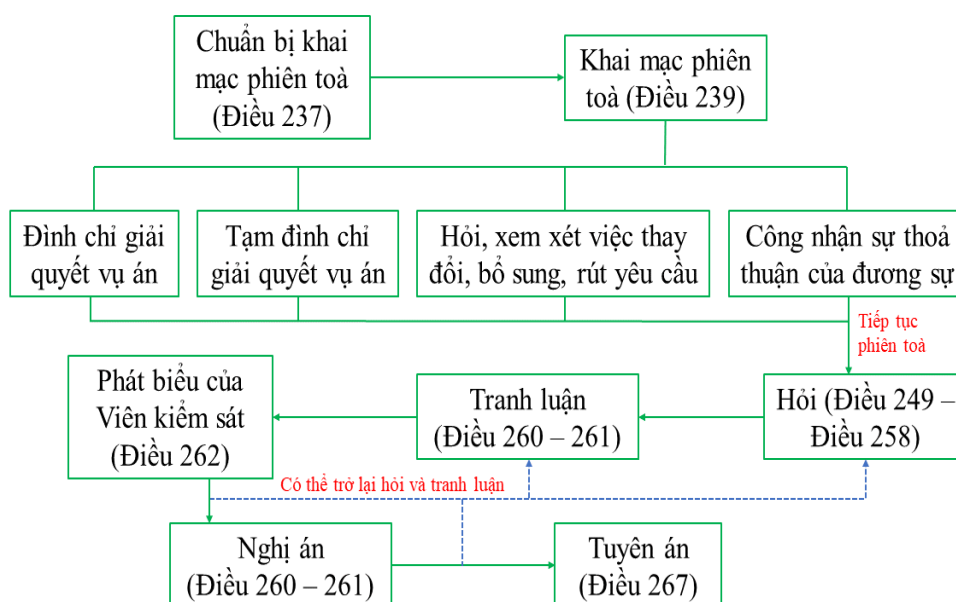 Chuẩn bị khai
mạc phiên toà
(Điều 237)
Khai mạc phiên
toà (Điều 239)
Đình chỉ giải
quyết vụ án
Tạm đình chỉ
giải quyết vụ án
Hỏi, xem xét việc thay
đổi, bổ sung, rút yêu cầu
Công nhận sự thoả
thuận của đương sự
Tiếp tục
phiên toà
Phát biểu của
Viên kiểm sát
(Điều 262)
Tranh luận
(Điều 260 – 261)
Hỏi (Điều 249 –
Điều 258)
Có thể trở lại hỏi và tranh luận
Nghị án
(Điều 260 – 261)
Tuyên án
(Điều 267)